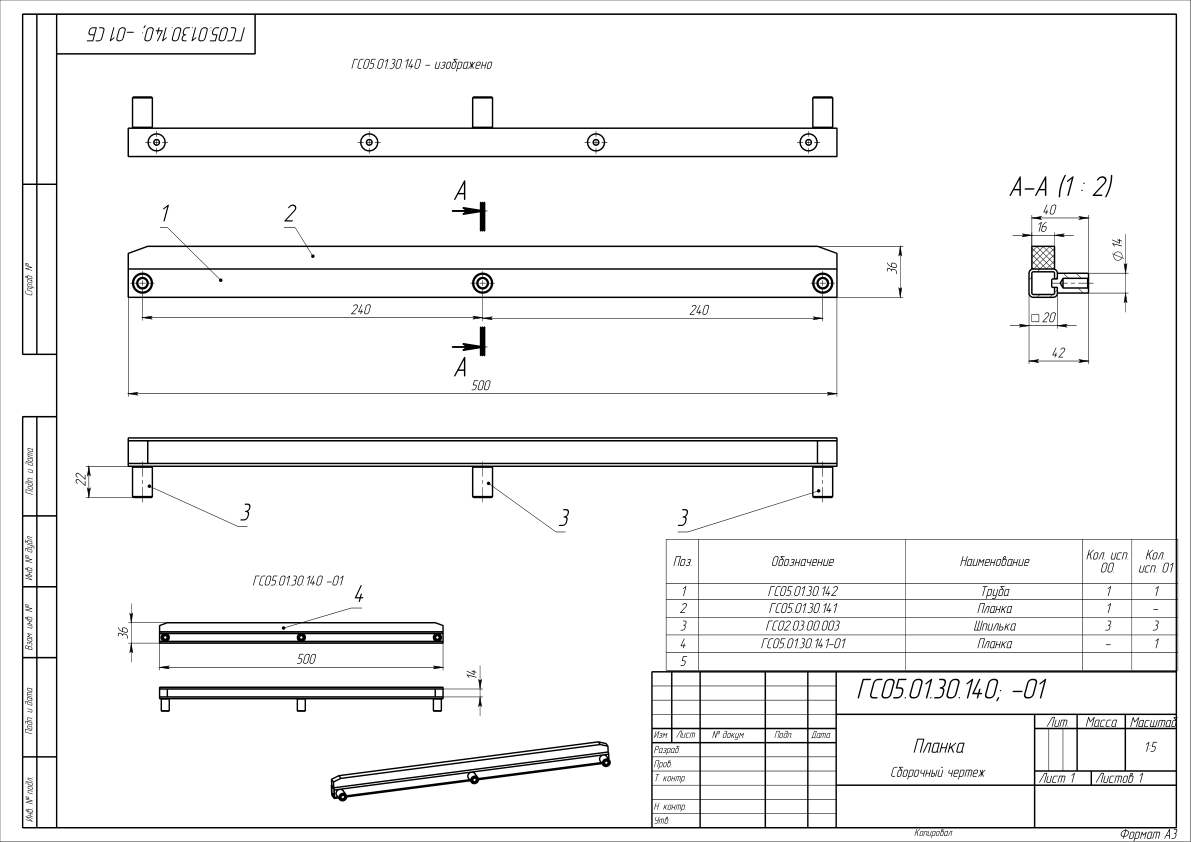 ГС05.01.30.140; -01 СБ
ГС05.01.30.140 - изображено
А
1
2
36
240
240
А
500
А-А (1 : 2)
40
16
⌀14
□ 20
42
22
3
3
3
ГС05.01.30.140 -01
4
36
500
14
Поз. Обозначение Наименование Кол. исп. 00. Кол. исп. 01
1 ГС05.01.30.142 Труба 1 1
2 ГС05.01.30.141 Планка 1 -
3 ГС02.03.00.003 Шпилька 3 3
4 ГС05.01.30.141-01 Планка - 1
5
ГС05.01.30.140; -01
Изм. Лист № докум. Подп. Дата
Разраб.
Пров.
Т. контр.
Н. контр.
Утв.
Планка
Сборочный чертеж
Лит. Масса Масштаб
1:5
Лист 1 Листов 1
Копировал
Формат А3
Справ. №
Подп. и дата
Инв. № дубл.
Взам. инв. №
Подп. и дата
Инв. № подл.